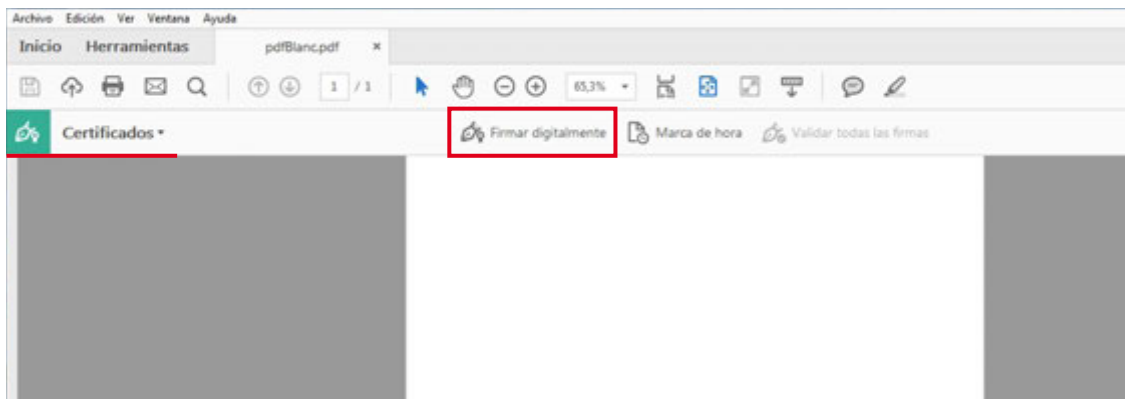 Archivo Edición Ver Ventana Ayuda
Inicio Herramientas pdfBlanc.pdf ×
1 / 1 65,3%
Certificados Firmar digitalmente Marca de hora Validar todas las firmas